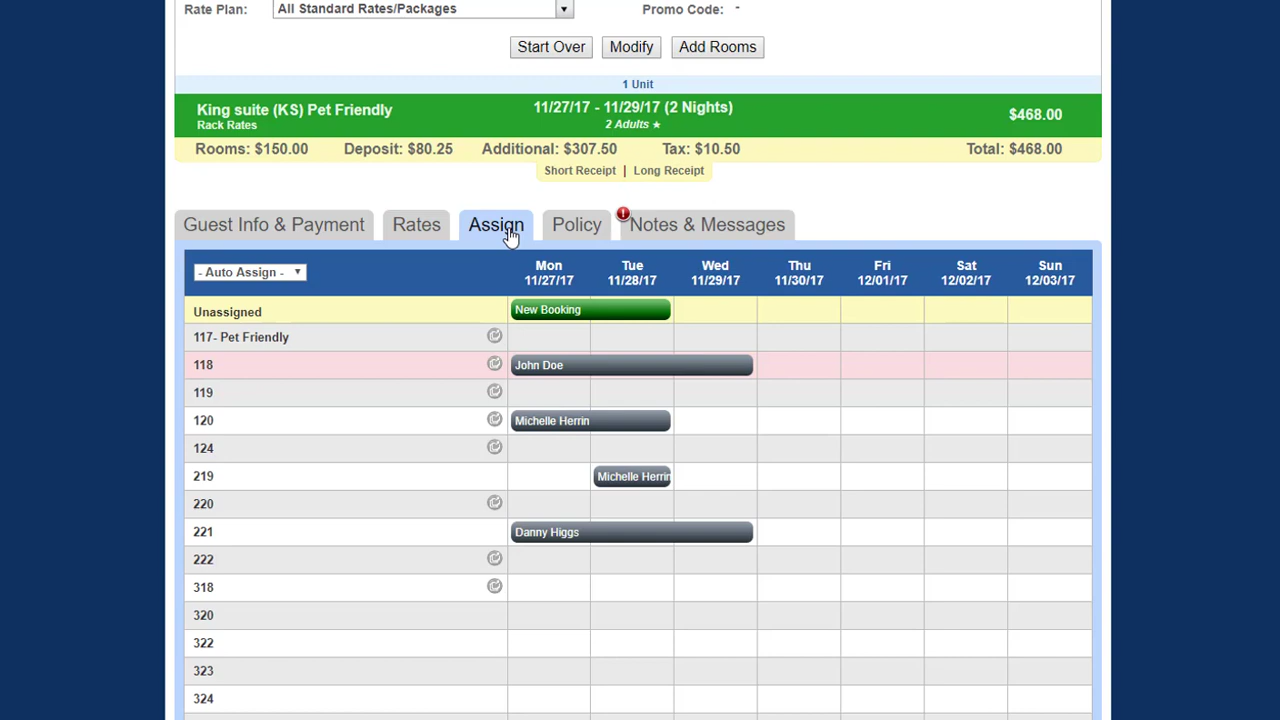 Rate Plan: All Standard Rates/Packages Promo Code: -
Start Over Modify Add Rooms
1 Unit
King suite (KS) Pet Friendly 11/27/17 - 11/29/17 (2 Nights) $468.00
Rack Rates 2 Adults ★
Rooms: $150.00 Deposit: $80.25 Additional: $307.50 Tax: $10.50 Total: $468.00
Short Receipt | Long Receipt
Guest Info & Payment Rates Assign Policy ! Notes & Messages
- Auto Assign - Mon Tue Wed Thu Fri Sat Sun
11/27/17 11/28/17 11/29/17 11/30/17 12/01/17 12/02/17 12/03/17
Unassigned New Booking
117- Pet Friendly
118 John Doe
119
120 Michelle Herrin
124
219 Michelle Herrin
220
221 Danny Higgs
222
318
320
322
323
324